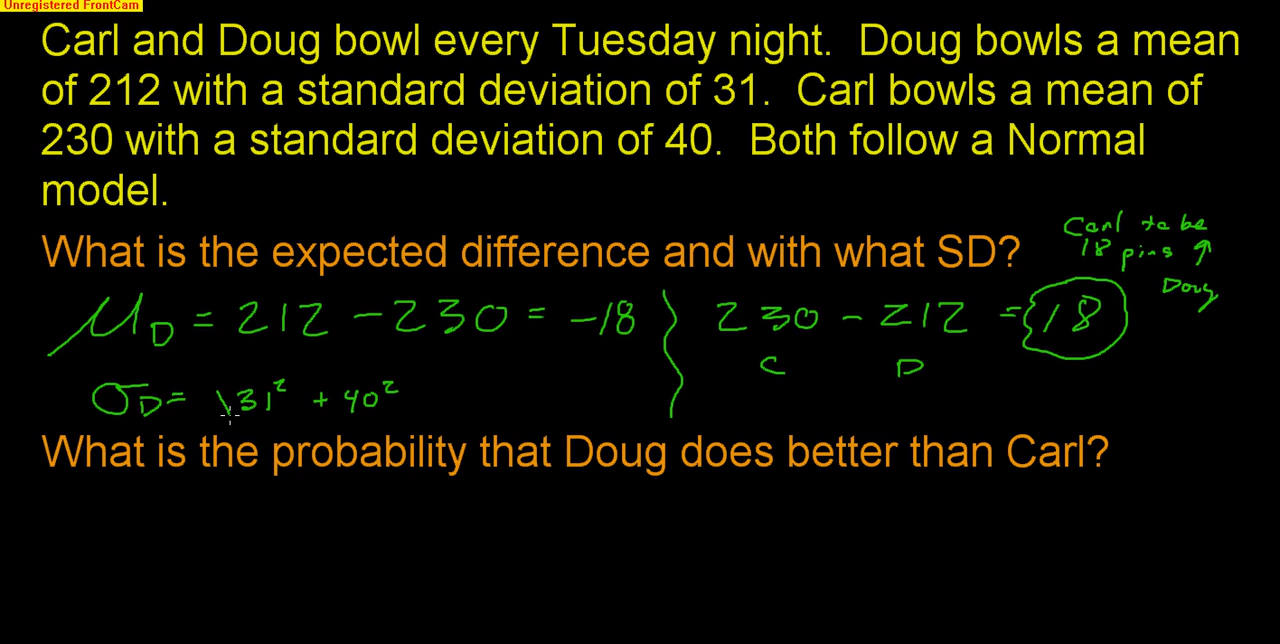 Unregistered FrontCam
Carl and Doug bowl every Tuesday night. Doug bowls a mean
of 212 with a standard deviation of 31. Carl bowls a mean of
230 with a standard deviation of 40. Both follow a Normal
model.
What is the expected difference and with what SD?
Carl to be
18 pins ↑
Doug
μD = 212 - 230 = -18 230 - 212 = 18
C D
σD = √31² + 40²
What is the probability that Doug does better than Carl?